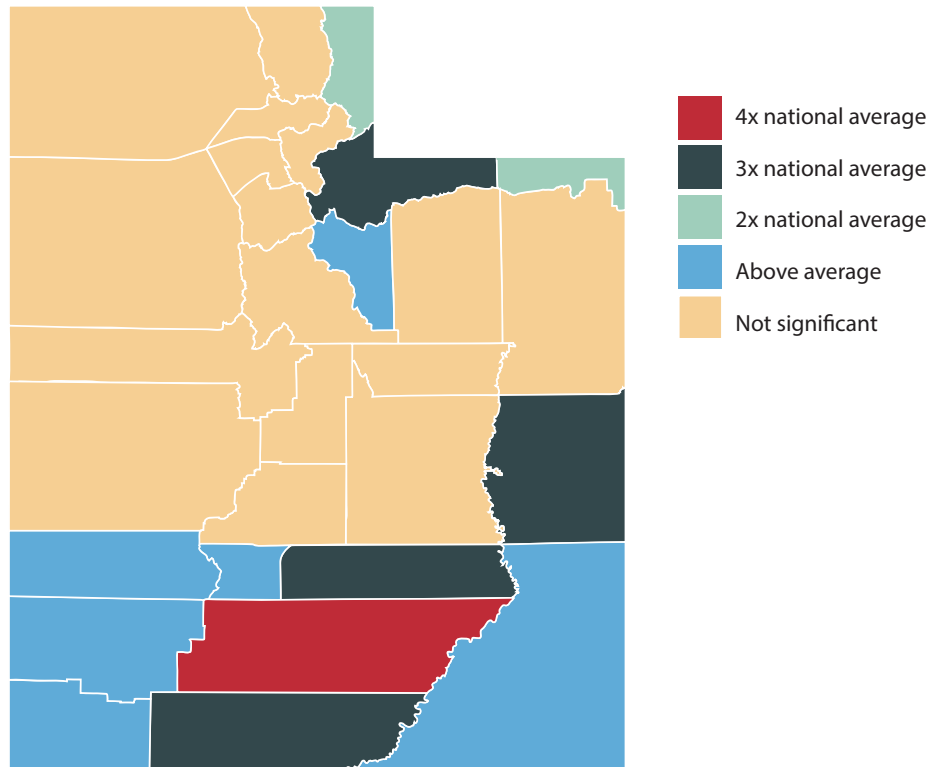 4x national average
3x national average
2x national average
Above average
Not significant